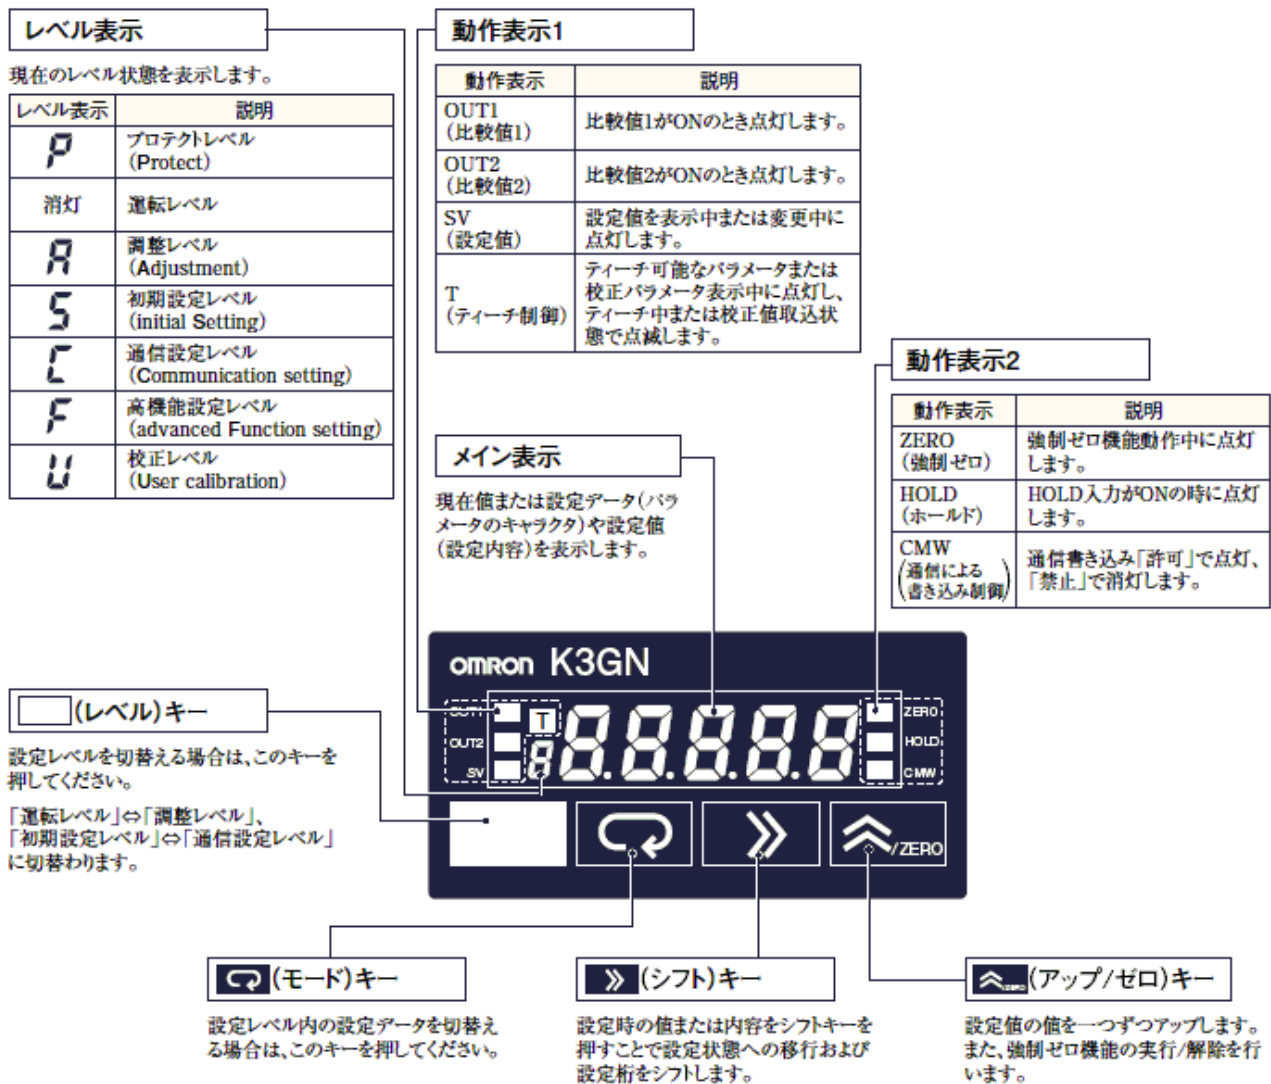 レベル表示
現在のレベル状態を表示します。
レベル表示 説明
P プロテクトレベル
(Protect)
消灯 運転レベル
A 調整レベル
(Adjustment)
S 初期設定レベル
(initial Setting)
C 通信設定レベル
(Communication setting)
F 高機能設定レベル
(advanced Function setting)
U 校正レベル
(User calibration)
動作表示1
動作表示 説明
OUT1
(比較値1) 比較値1がONのとき点灯します。
OUT2
(比較値2) 比較値2がONのとき点灯します。
SV
(設定値) 設定値を表示中または変更中に
点灯します。
T
(ティーチ制御) ティーチ可能なパラメータまたは
校正パラメータ表示中に点灯し、
ティーチ中または校正値取込状
態で点滅します。
動作表示2
動作表示 説明
ZERO
(強制ゼロ) 強制ゼロ機能動作中に点灯
します。
HOLD
(ホールド) HOLD入力がONの時に点灯
します。
CMW
(通信による
書き込み制御) 通信書き込み「許可」で点灯、
「禁止」で消灯します。
メイン表示
現在値または設定データ(パラ
メータのキャラクタ)や設定値
(設定内容)を表示します。
omron K3GN
OUT1 T 8.8.8.8.8 ZERO
OUT2 8 HOLD
SV CMW
/ZERO
(レベル)キー
設定レベルを切替える場合は、このキーを
押してください。
「運転レベル」⇔「調整レベル」、
「初期設定レベル」⇔「通信設定レベル」
に切替わります。
(モード)キー
設定レベル内の設定データを切替え
る場合は、このキーを押してください。
(シフト)キー
設定時の値または内容をシフトキーを
押すことで設定状態への移行および
設定桁をシフトします。
(アップ/ゼロ)キー
設定値の値を一つずつアップします。
また、強制ゼロ機能の実行/解除を行
います。